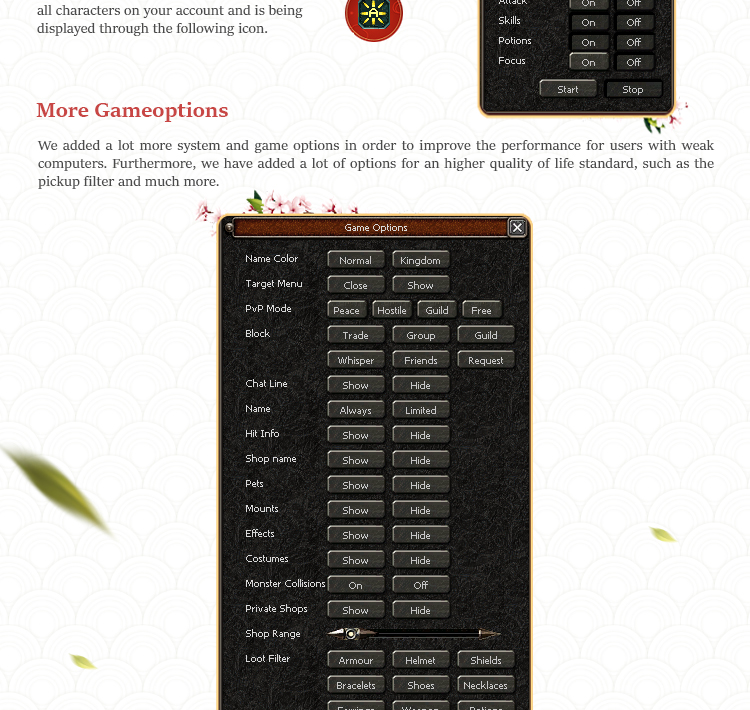 all characters on your account and is being
displayed through the following icon.
Attack On Off
Skills On Off
Potions On Off
Focus On Off
Start Stop
More Gameoptions
We added a lot more system and game options in order to improve the performance for users with weak
computers. Furthermore, we have added a lot of options for an higher quality of life standard, such as the
pickup filter and much more.
Game Options
Name Color Normal Kingdom
Target Menu Close Show
PvP Mode Peace Hostile Guild Free
Block Trade Group Guild
Whisper Friends Request
Chat Line Show Hide
Name Always Limited
Hit Info Show Hide
Shop name Show Hide
Pets Show Hide
Mounts Show Hide
Effects Show Hide
Costumes Show Hide
Monster Collisions On Off
Private Shops Show Hide
Shop Range
Loot Filter Armour Helmet Shields
Bracelets Shoes Necklaces